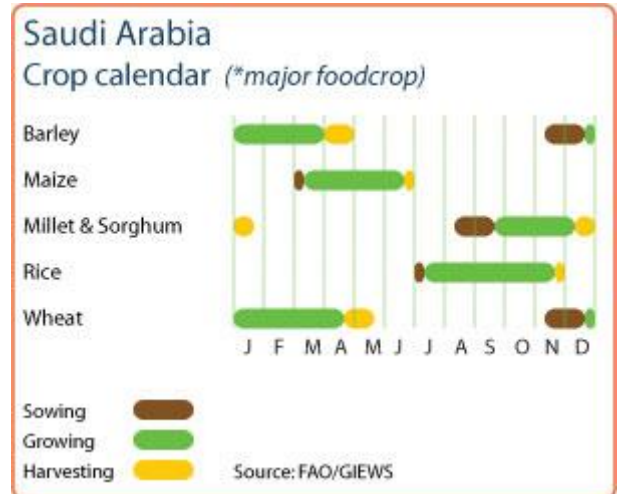 Saudi Arabia
Crop calendar (*major foodcrop)
Barley
Maize
Millet & Sorghum
Rice
Wheat
J F M A M J J A S O N D
Sowing
Growing
Harvesting
Source: FAO/GIEWS